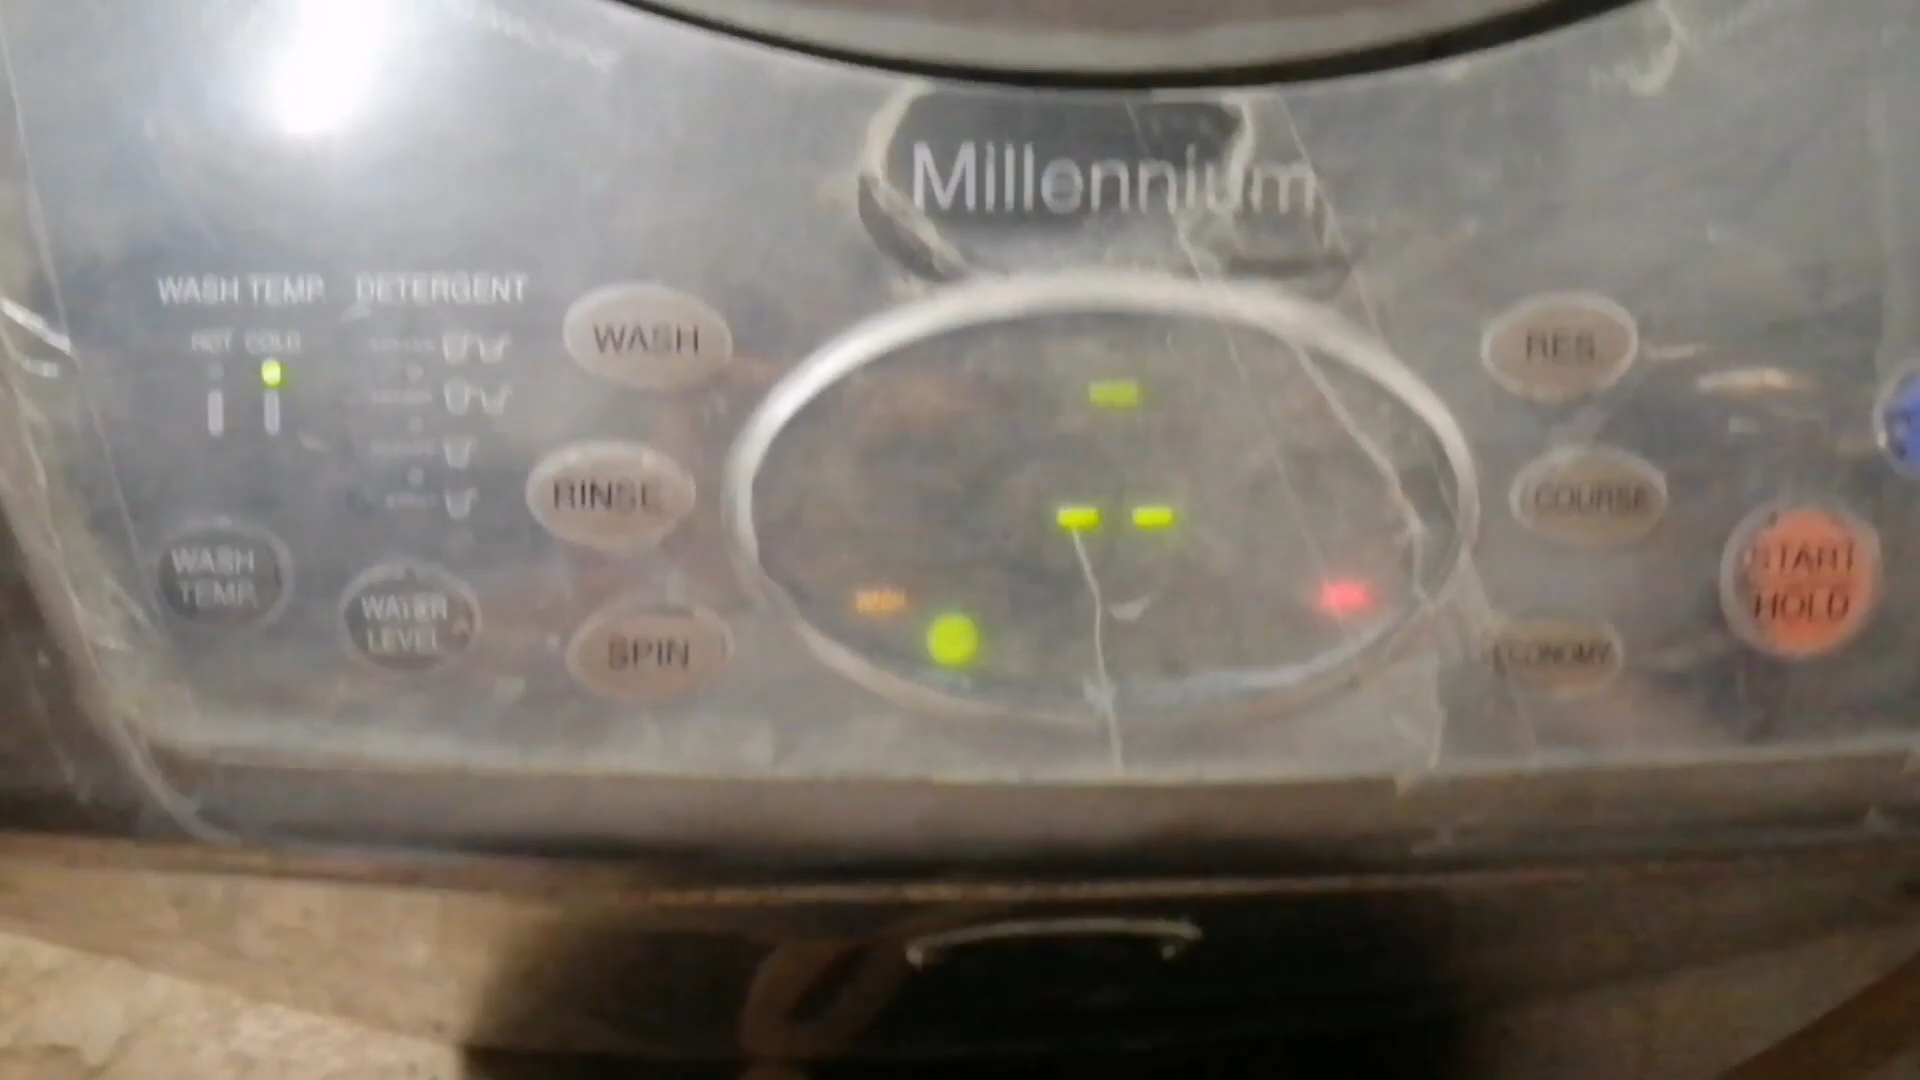 Millennium
WASH TEMP. DETERGENT
HOT COLD
WASH
RES.
RINSE
COURSE
WASH
TEMP.
WATER
LEVEL
SPIN
ECONOMY
START
HOLD